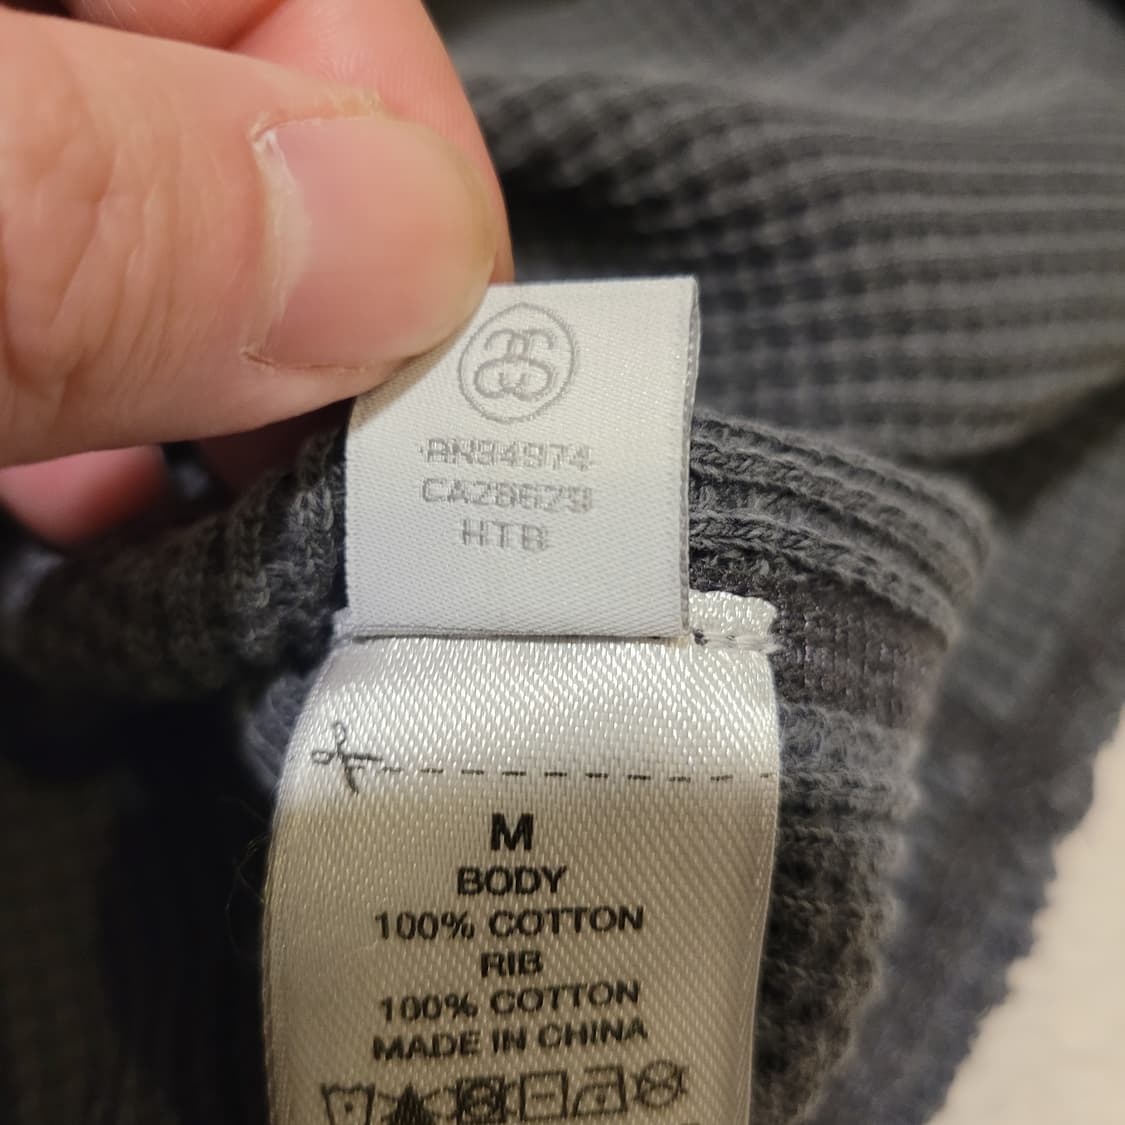 RN94974
CA28629
HTB
M
BODY
100% COTTON
RIB
100% COTTON
MADE IN CHINA